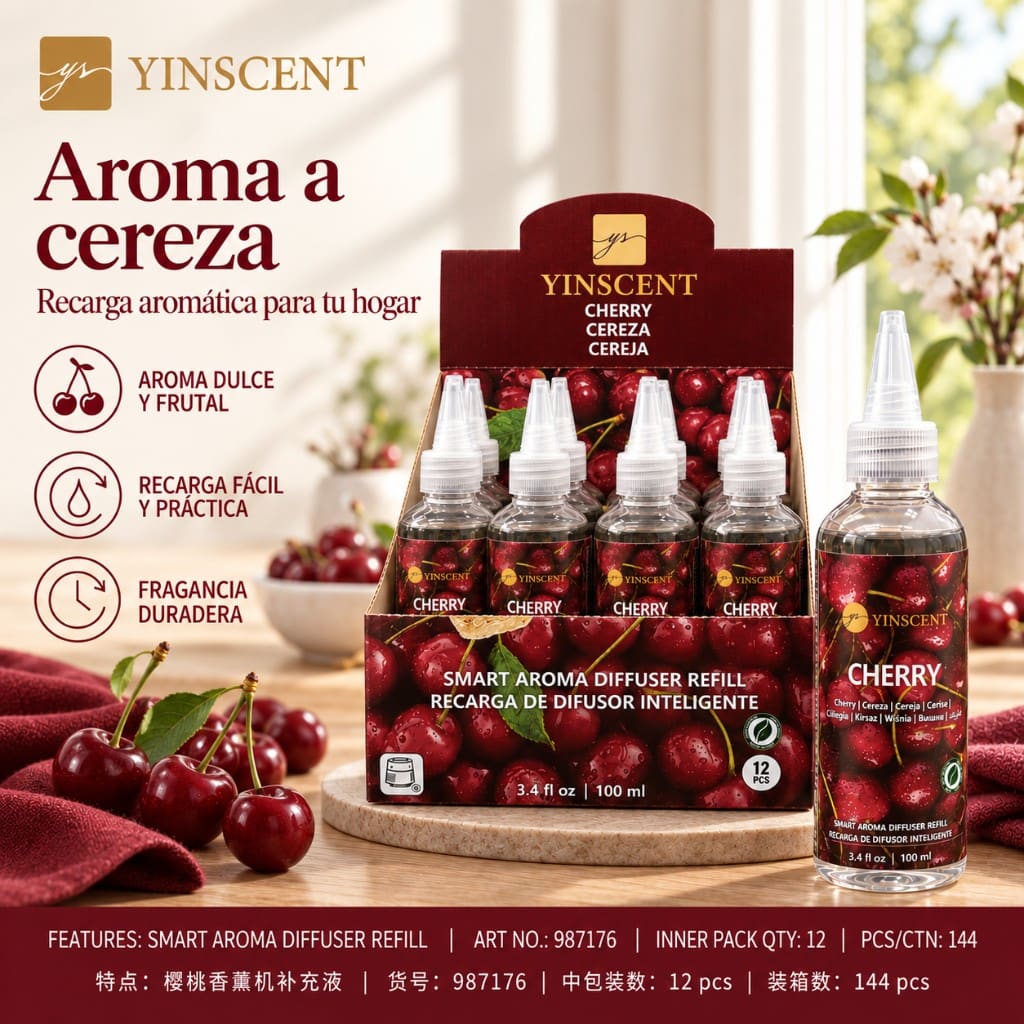 ys YINSCENT
Aroma a
cereza
Recarga aromática para tu hogar
AROMA DULCE
Y FRUTAL
RECARGA FÁCIL
Y PRÁCTICA
FRAGANCIA
DURADERA
ys
YINSCENT
CHERRY
CEREZA
CEREJA
YINSCENT
CHERRY
YINSCENT
CHERRY
YINSCENT
CHERRY
YINSCENT
CHERRY
SMART AROMA DIFFUSER REFILL
RECARGA DE DIFUSOR INTELIGENTE
12
PCS
3.4 fl oz | 100 ml
ys YINSCENT
CHERRY
Cherry | Cereza | Cereja | Cerise |
Ciliegia | Kirsaz | Wiśnia | Вишня |
SMART AROMA DIFFUSER REFILL
RECARGA DE DIFUSOR INTELIGENTE
3.4 fl oz | 100 ml
FEATURES: SMART AROMA DIFFUSER REFILL | ART NO.: 987176 | INNER PACK QTY: 12 | PCS/CTN: 144
特点：樱桃香薰机补充液 | 货号：987176 | 中包装数：12 pcs | 装箱数：144 pcs